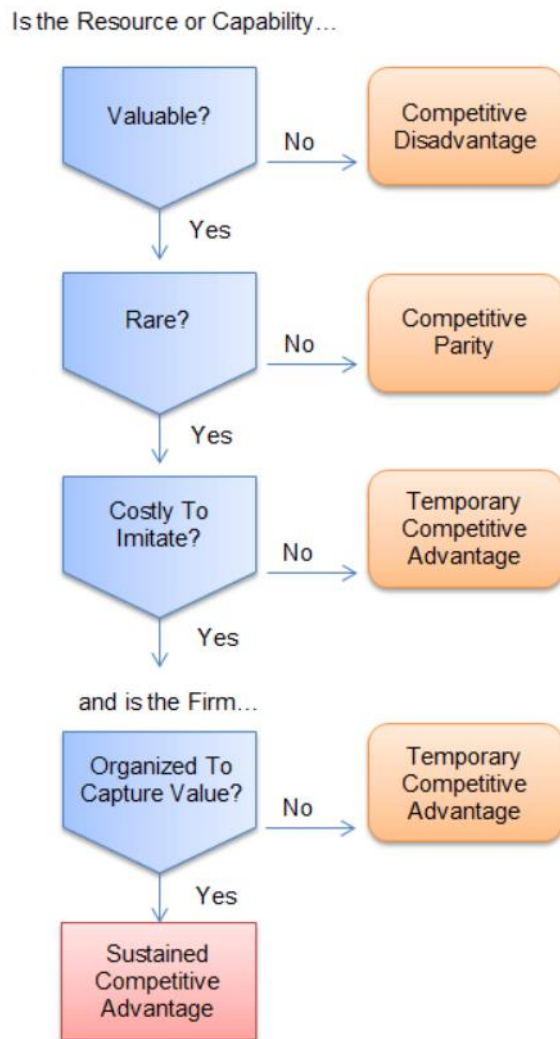 Is the Resource or Capability…
Valuable?
No
Competitive
Disadvantage
Yes
Rare?
No
Competitive
Parity
Yes
Costly To
Imitate?
No
Temporary
Competitive
Advantage
Yes
and is the Firm…
Organized To
Capture Value?
No
Temporary
Competitive
Advantage
Yes
Sustained
Competitive
Advantage